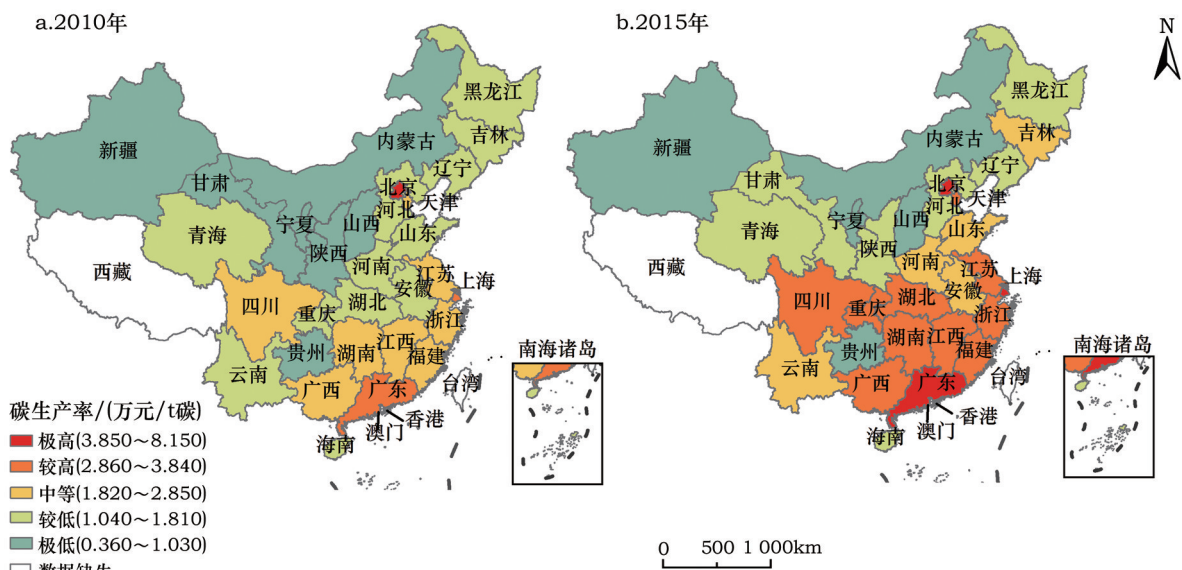 a.2010年
黑龙江
吉林
内蒙古
辽宁
新疆
北京
甘肃
天津
河北
宁夏
山西
山东
青海
陕西
西藏
河南
江苏
安徽
上海
四川
湖北
重庆
浙江
贵州
湖南
江西
福建
云南
广西
广东
台湾
香港
澳门
海南
南海诸岛
b.2015年
N
黑龙江
吉林
内蒙古
辽宁
新疆
北京
甘肃
天津
河北
宁夏
山西
山东
青海
陕西
西藏
河南
江苏
安徽
上海
四川
湖北
重庆
浙江
贵州
湖南
江西
福建
云南
广西
广东
台湾
香港
澳门
海南
南海诸岛
碳生产率/(万元/t碳)
极高(3.850~8.150)
较高(2.860~3.840)
中等(1.820~2.850)
较低(1.040~1.810)
极低(0.360~1.030)
0 500 1 000km